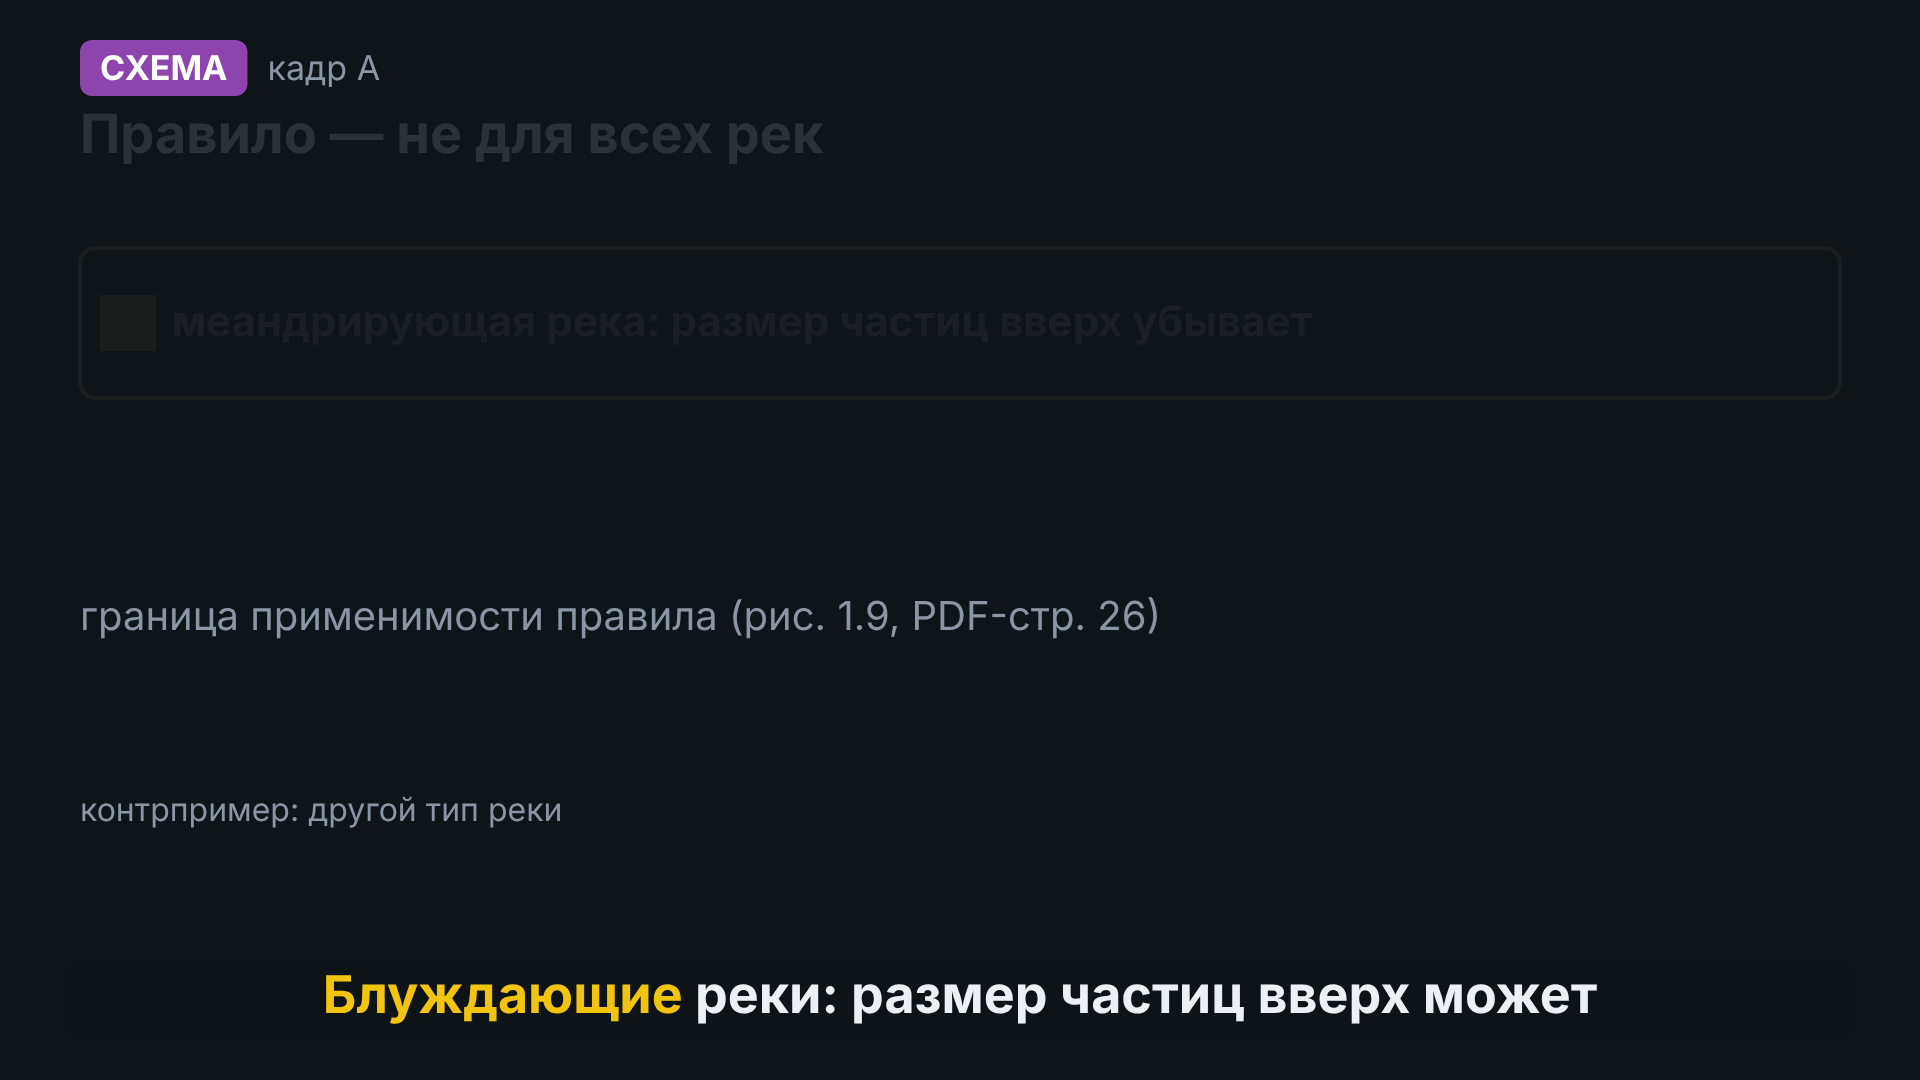 СХЕМА кадр А
Правило — не для всех рек
меандрирующая река: размер частиц вверх убывает
граница применимости правила (рис. 1.9, PDF-стр. 26)
контрпример: другой тип реки
Блуждающие реки: размер частиц вверх может